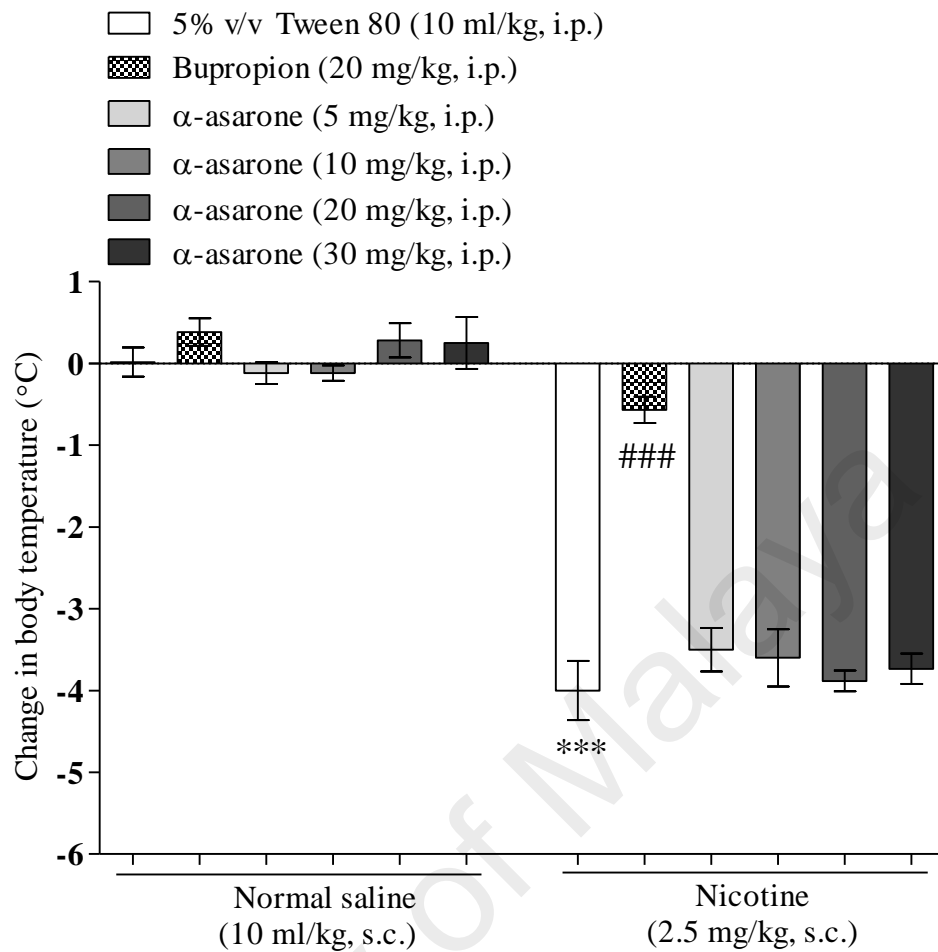 5% v/v Tween 80 (10 ml/kg, i.p.)
Bupropion (20 mg/kg, i.p.)
α-asarone (5 mg/kg, i.p.)
α-asarone (10 mg/kg, i.p.)
α-asarone (20 mg/kg, i.p.)
α-asarone (30 mg/kg, i.p.)
Change in body temperature (°C)
1
0
-1
-2
-3
-4
-5
-6
###
***
Normal saline
(10 ml/kg, s.c.)
Nicotine
(2.5 mg/kg, s.c.)
of Malaya